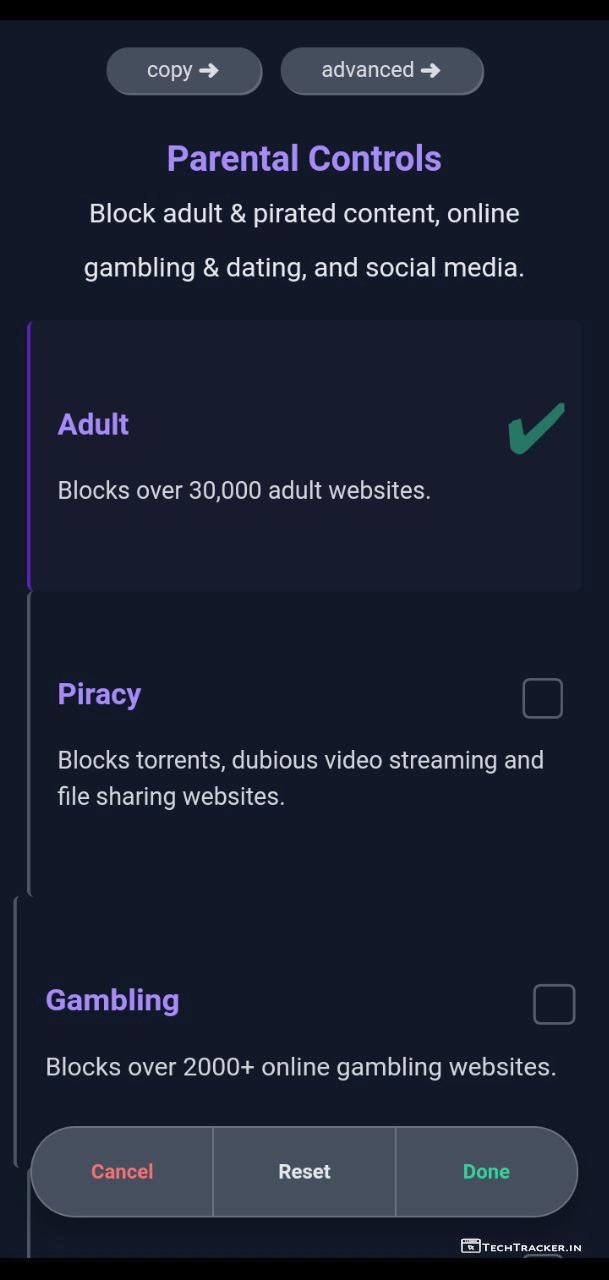 copy ➔
advanced ➔
Parental Controls
Block adult & pirated content, online
gambling & dating, and social media.
Adult
Blocks over 30,000 adult websites.
Piracy
Blocks torrents, dubious video streaming and
file sharing websites.
Gambling
Blocks over 2000+ online gambling websites.
Cancel
Reset
Done
TECHTRACKER.IN